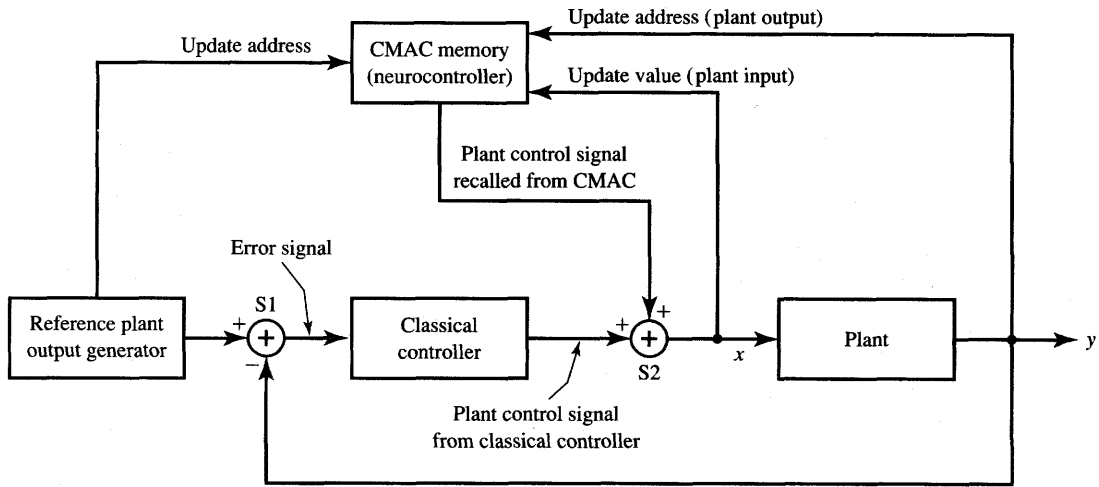 Update address (plant output)
Update address
CMAC memory
(neurocontroller)
Update value (plant input)
Plant control signal
recalled from CMAC
Error signal
S1
Reference plant
output generator
+
+
−
Classical
controller
+
+
+
S2
x
Plant
y
Plant control signal
from classical controller